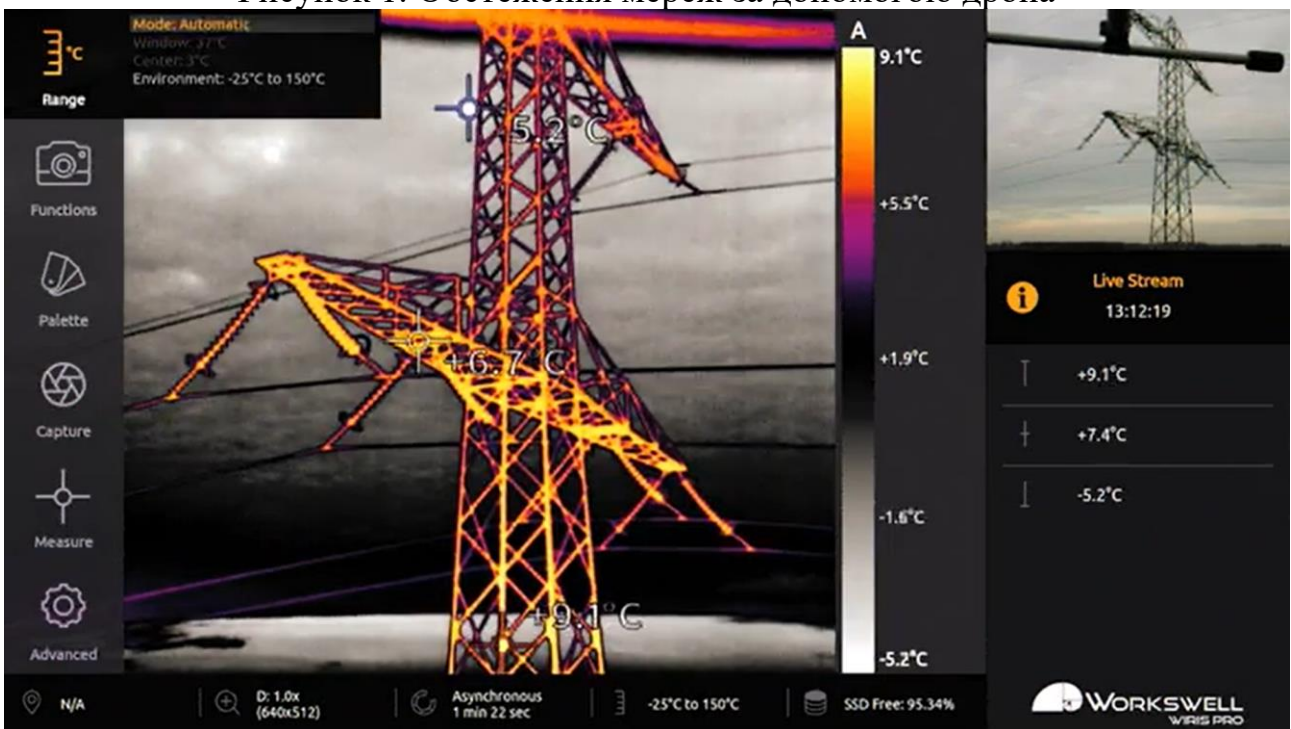 Рисунок 1. Обстеження мереж за допомогою дрона
Mode: Automatic
Window: 37°C
Center: 3°C
Environment: -25°C to 150°C
°C
Range
Functions
Palette
Capture
Measure
Advanced
5.2°C
+6.7°C
+9.1°C
A
9.1°C
+5.5°C
+1.9°C
-1.6°C
-5.2°C
Live Stream
13:12:19
+9.1°C
+7.4°C
-5.2°C
N/A
D: 1.0x
(640x512)
Asynchronous
1 min 22 sec
-25°C to 150°C
SSD Free: 95.34%
WORKSWELL
WIRIS PRO